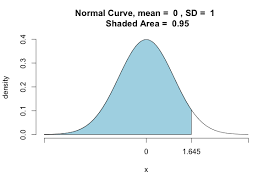 Normal Curve, mean = 0 , SD = 1
Shaded Area = 0.95
0.4
0.3
0.2
0.1
0.0
density
0 1.645
x